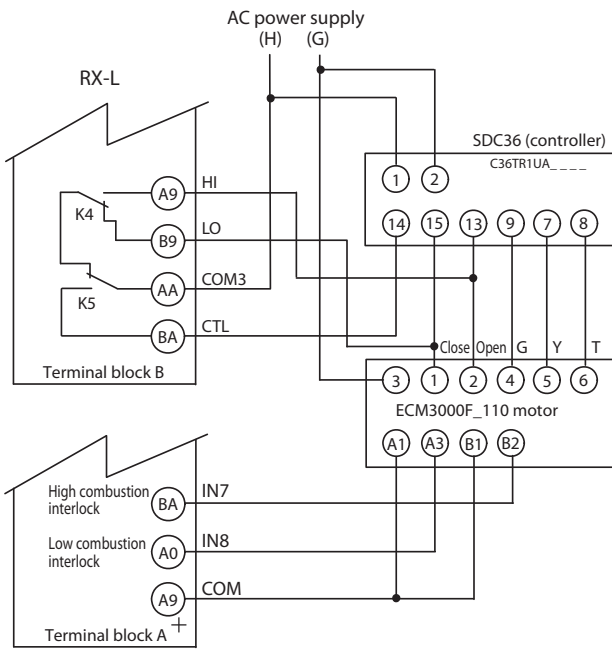 AC power supply
(H) (G)
RX-L
SDC36 (controller)
C36TR1UA_ _ _ _
1 2
14 15 13 9 7 8
K4
A9 HI
B9 LO
AA COM3
K5
BA CTL
Terminal block B
Close Open G Y T
3 1 2 4 5 6
ECM3000F_110 motor
A1 A3 B1 B2
High combustion
interlock
BA IN7
Low combustion
interlock
A0 IN8
A9 COM
+
Terminal block A